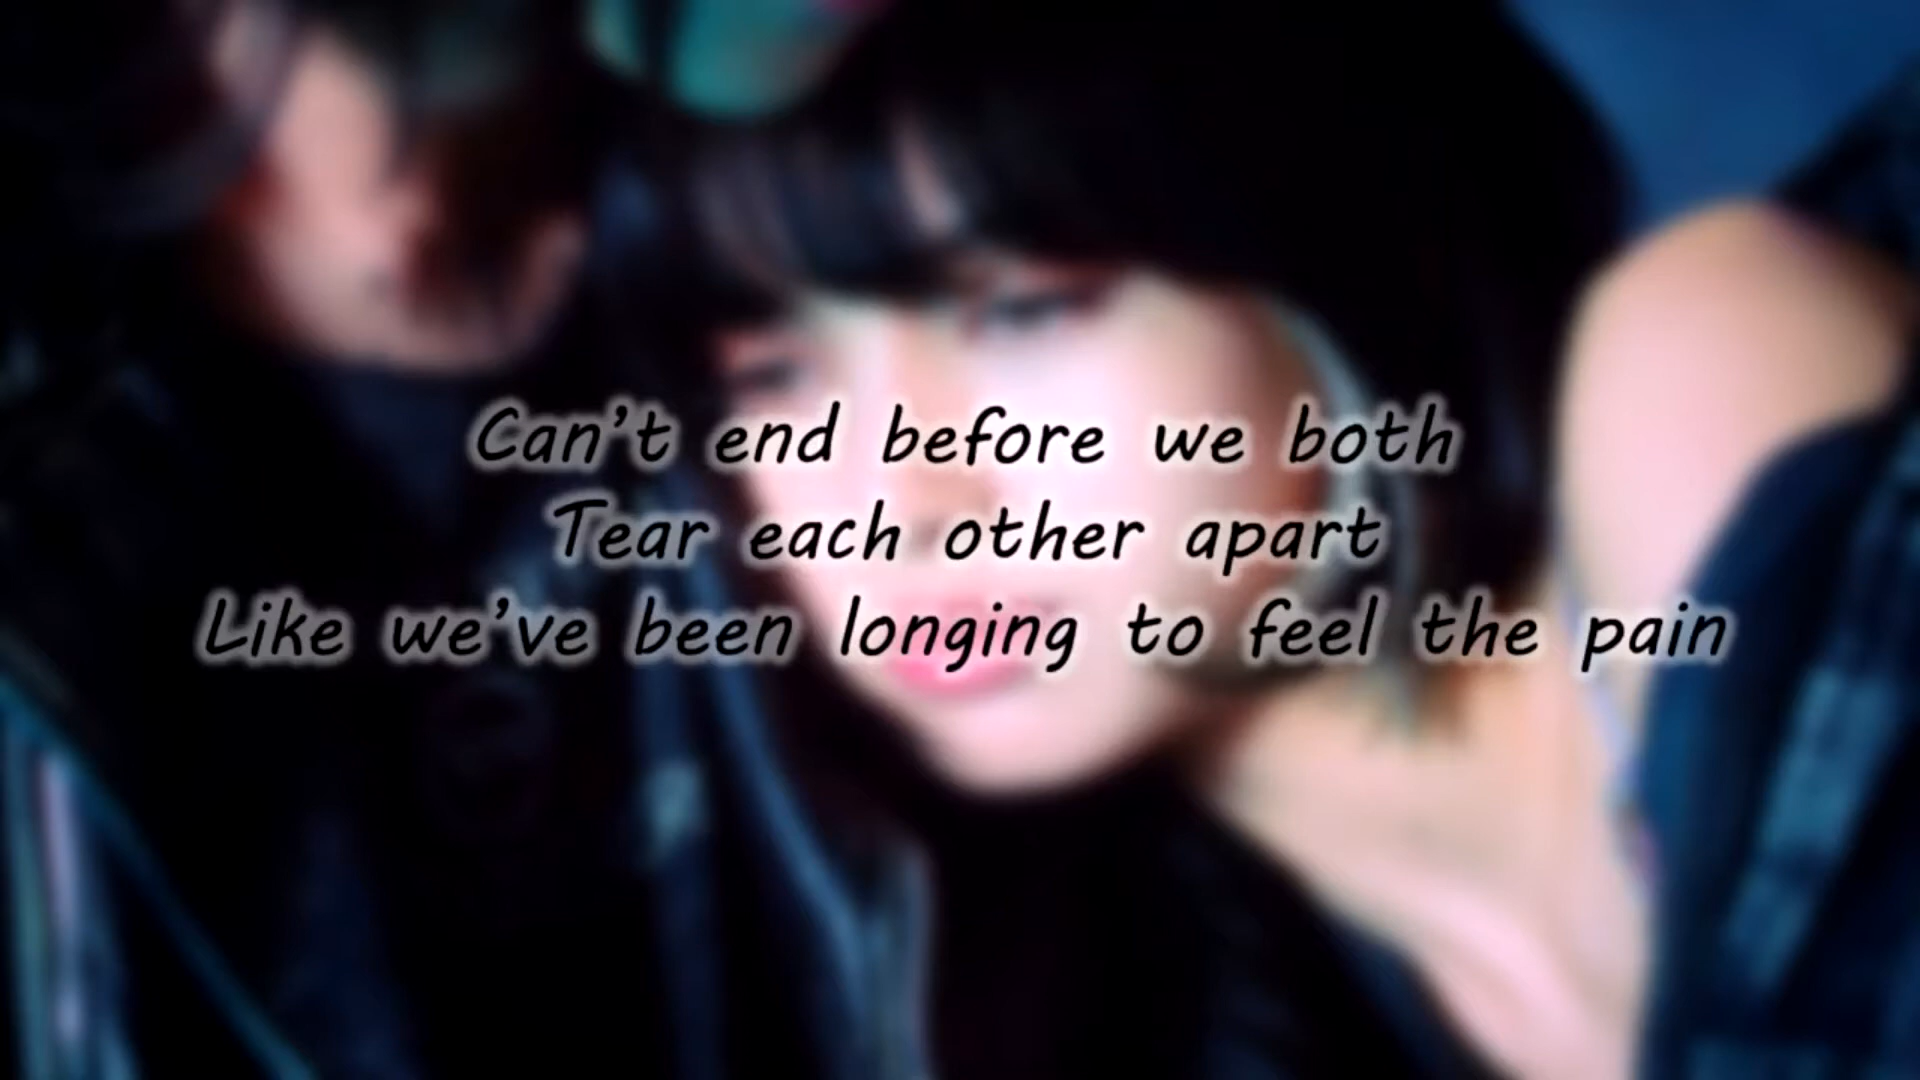 Can't end before we both
Tear each other apart
Like we've been longing to feel the pain